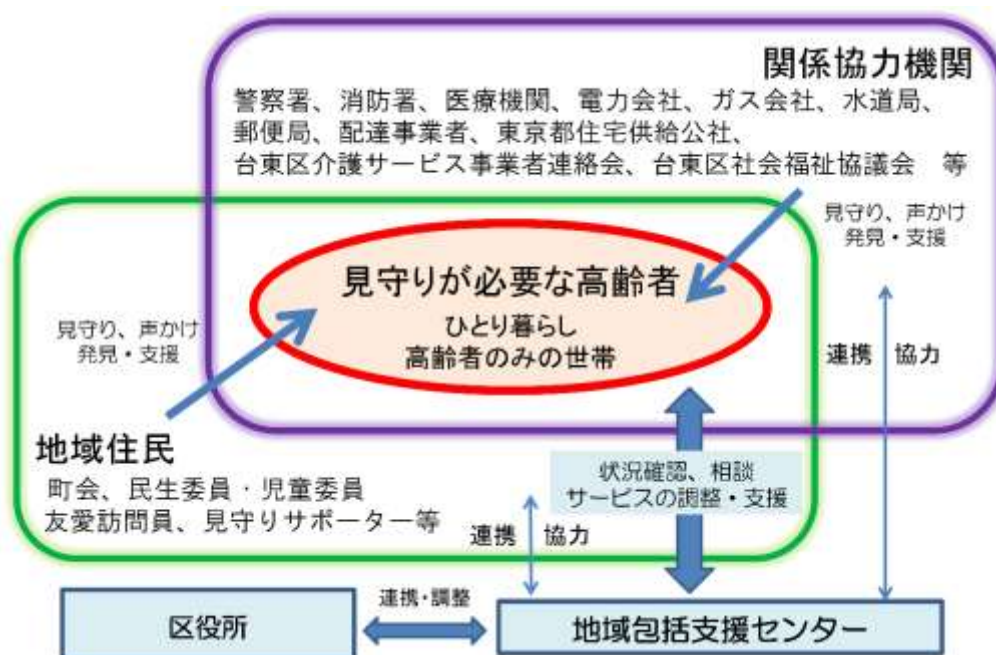 関係協力機関
警察署、消防署、医療機関、電力会社、ガス会社、水道局、
郵便局、配達事業者、東京都住宅供給公社、
台東区介護サービス事業者連絡会、台東区社会福祉協議会　等
見守り、声かけ
発見・支援
見守りが必要な高齢者
ひとり暮らし
高齢者のみの世帯
見守り、声かけ
発見・支援
連携
協力
地域住民
町会、民生委員・児童委員
友愛訪問員、見守りサポーター等
状況確認、相談
サービスの調整・支援
連携
協力
連携・調整
区役所
地域包括支援センター